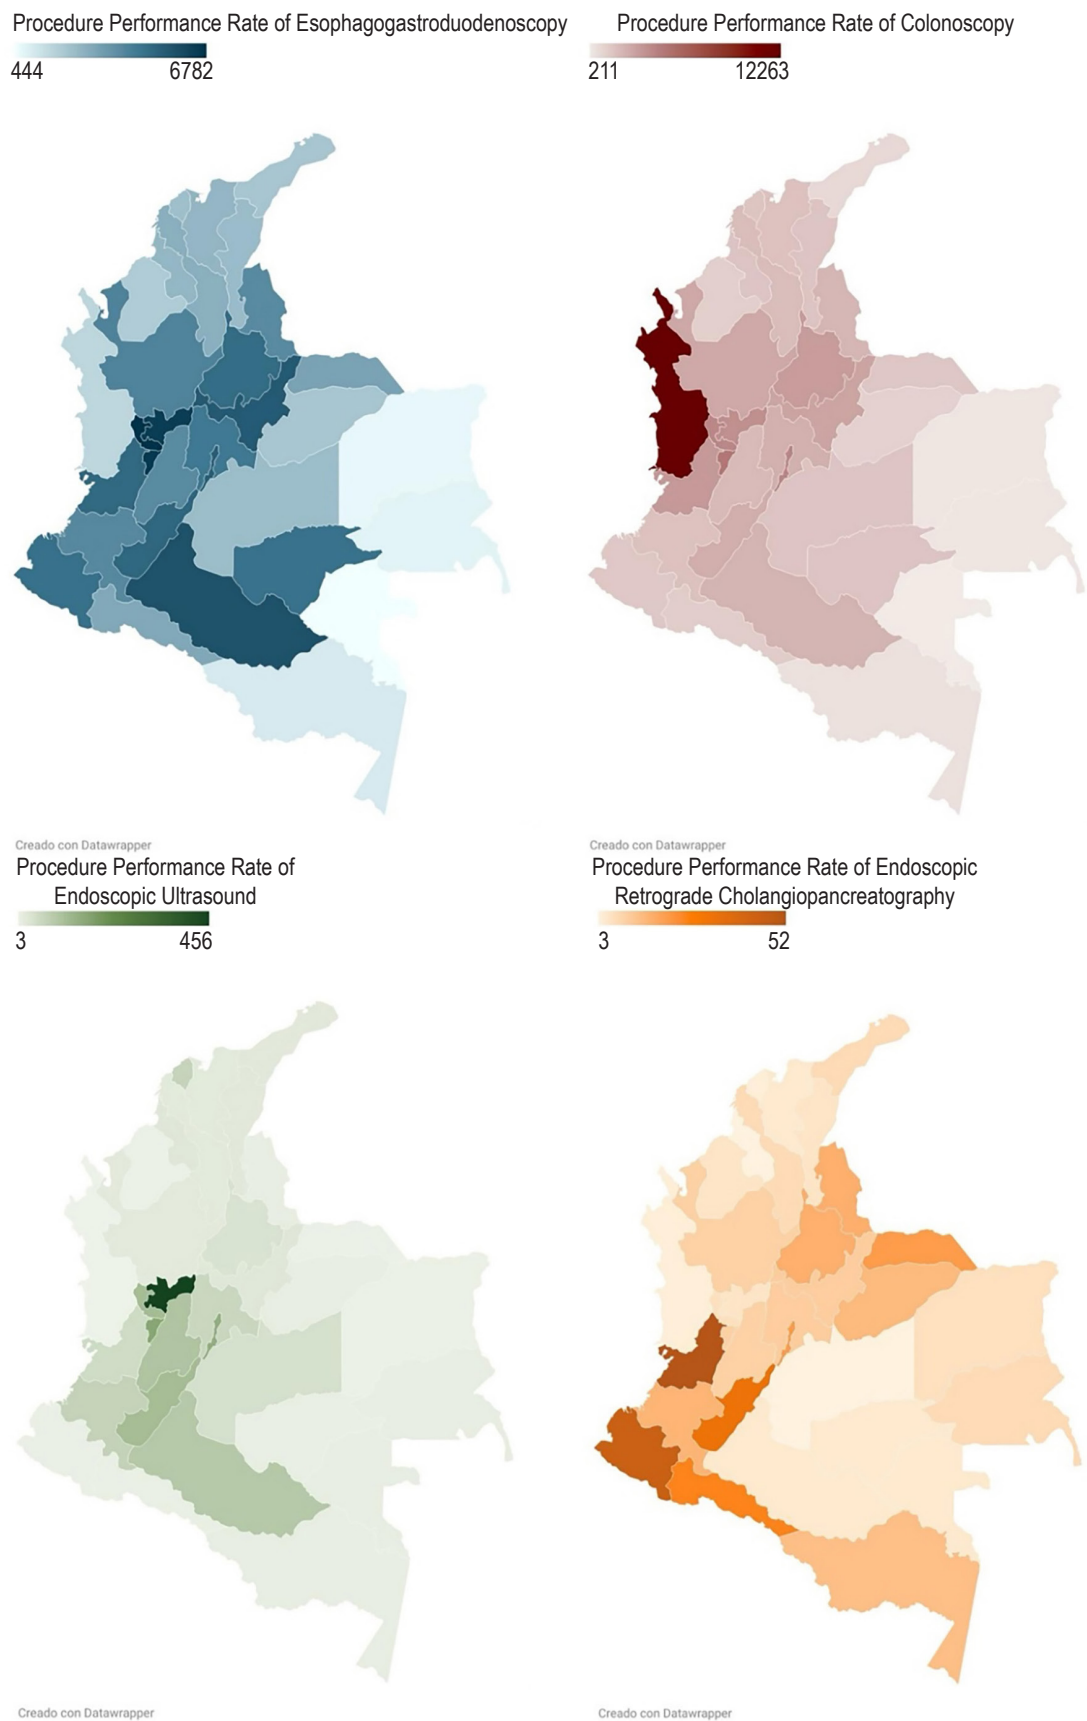 Procedure Performance Rate of Esophagogastroduodenoscopy
444 6782
Procedure Performance Rate of Colonoscopy
211 12263
Creado con Datawrapper
Creado con Datawrapper
Procedure Performance Rate of
Endoscopic Ultrasound
3 456
Procedure Performance Rate of Endoscopic
Retrograde Cholangiopancreatography
3 52
Creado con Datawrapper
Creado con Datawrapper